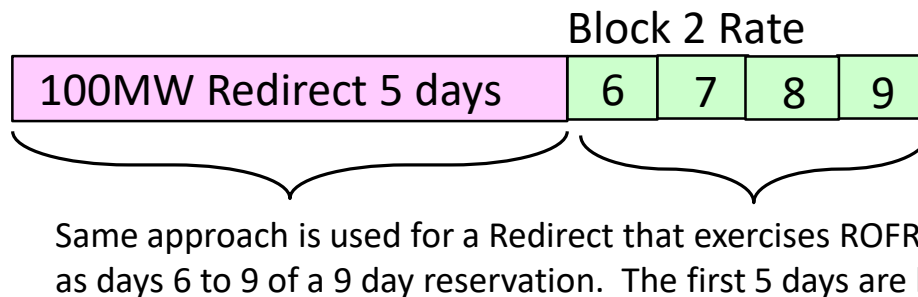 Block 2 Rate
100MW Redirect 5 days 6 7 8 9
Same approach is used for a Redirect that exercises ROFR
as days 6 to 9 of a 9 day reservation. The first 5 days are